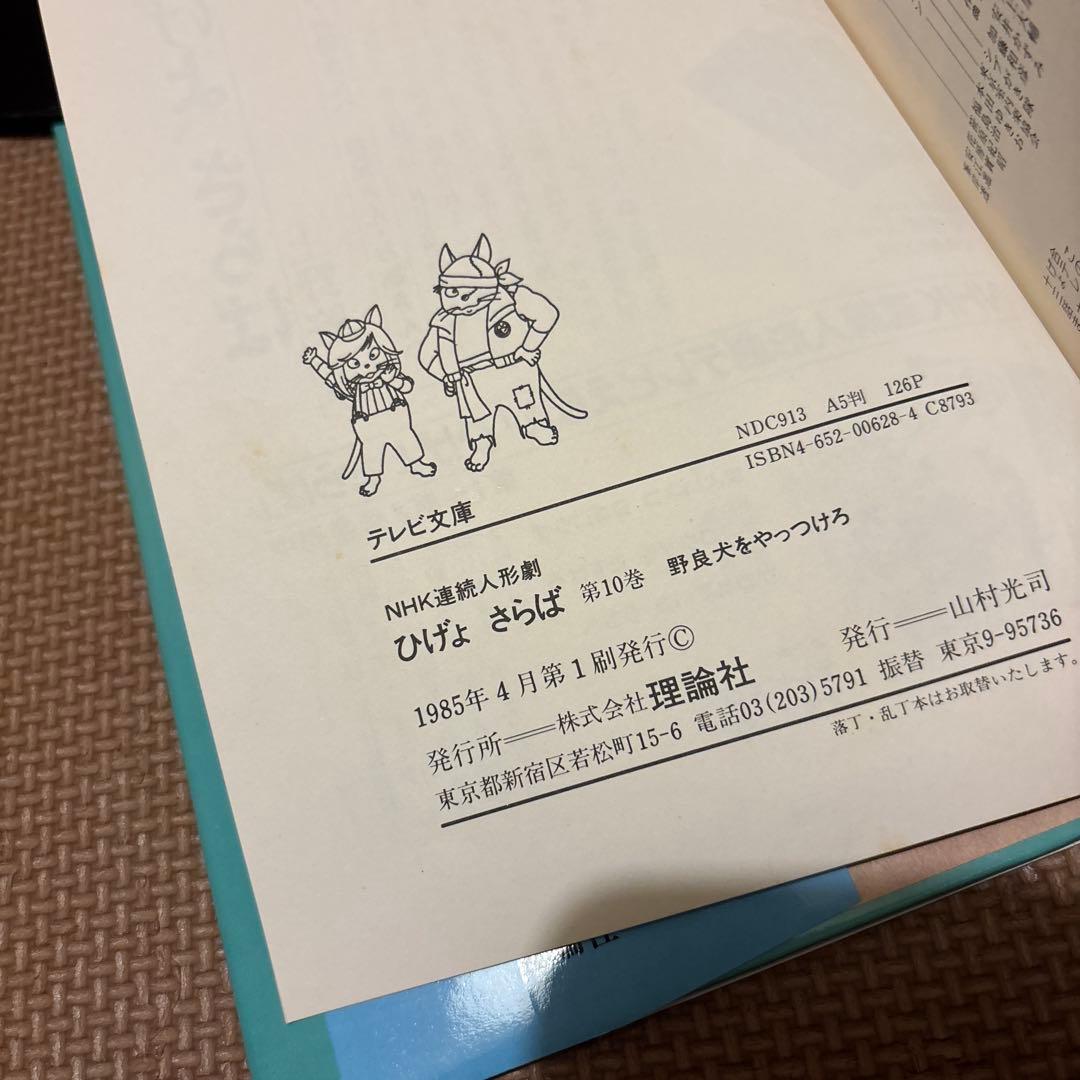 NDC913 A5判 126P
ISBN4-652-00628-4 C8793
テレビ文庫
NHK連続人形劇
ひげよ さらば 第10巻 野良犬をやっつけろ
1985年4月第1刷発行© 発行＝山村光司
発行所＝株式会社理論社
東京都新宿区若松町15-6 電話03(203)5791 振替 東京9-95736
落丁・乱丁本はお取替いたします。